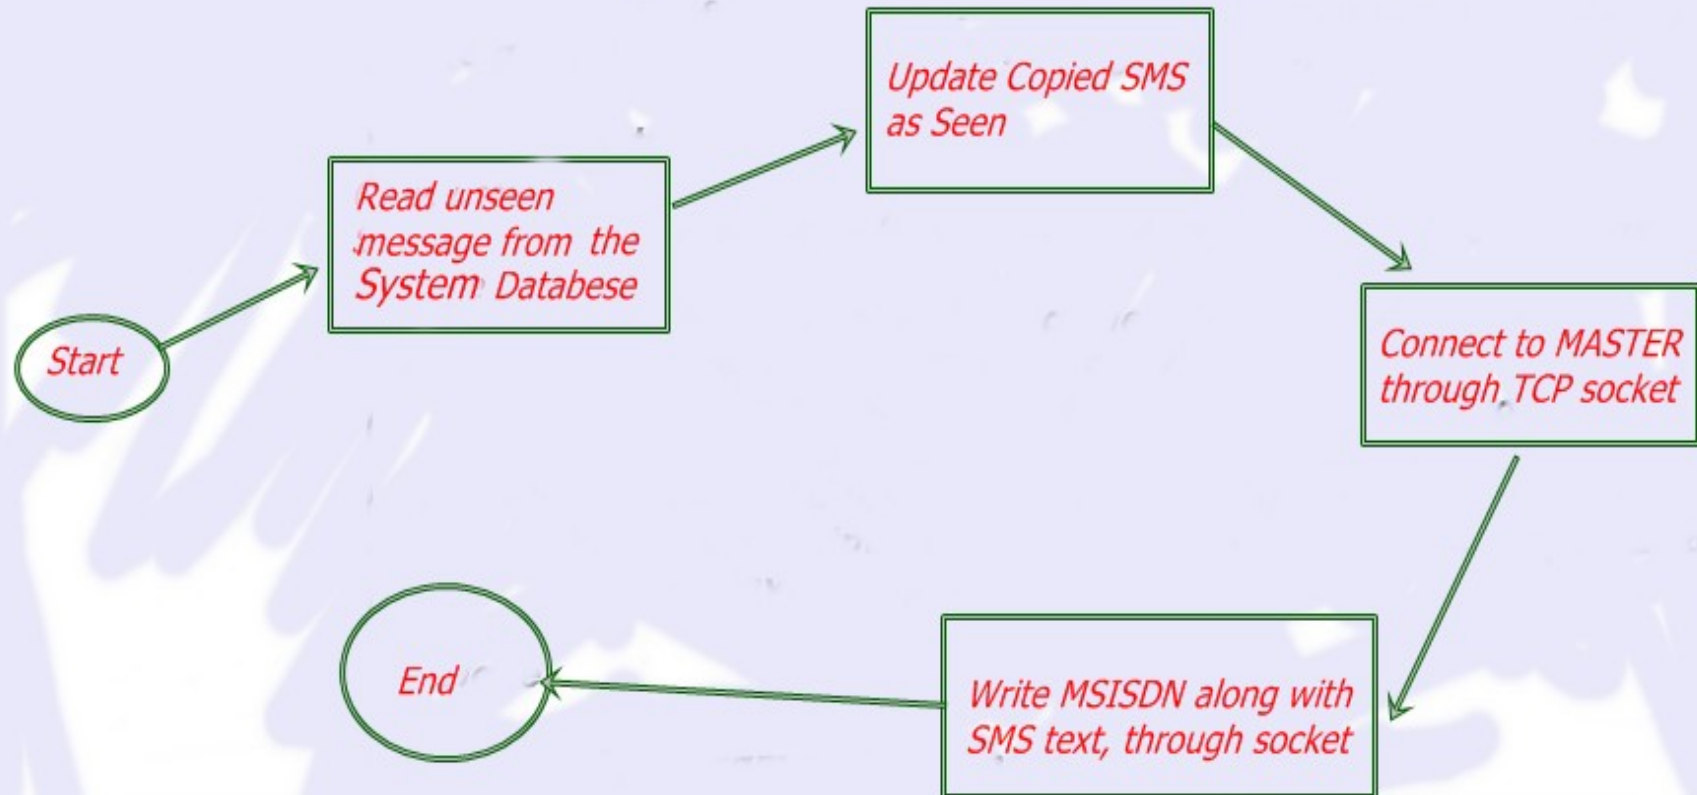 Start
Read unseen
message from the
System Databese
Update Copied SMS
as Seen
Connect to MASTER
through TCP socket
Write MSISDN along with
SMS text, through socket
End